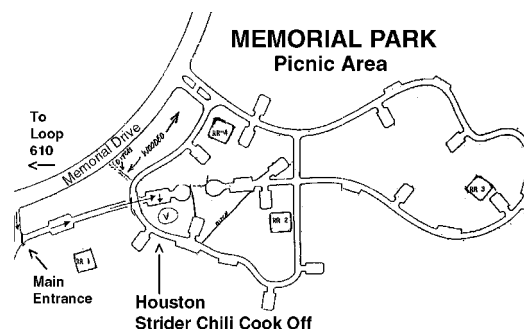 MEMORIAL PARK
Picnic Area
To
Loop
610
Memorial Drive
WOODED
RR 4
RR 3
RR 2
RR 1
V
Main
Entrance
Houston
Strider Chili Cook Off